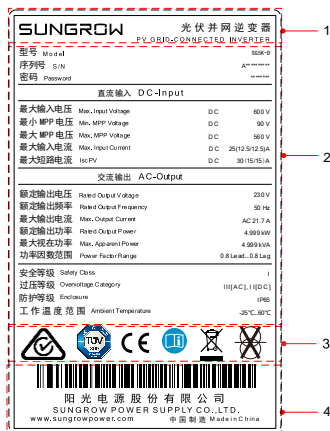 SUNGROW 光伏并网逆变器
PV GRID-CONNECTED INVERTER
1
型号 Model SG5K-D
序列号 S/N A**********
密码 Password ********
直流输入 DC-Input
最大输入电压 Max. Input Voltage DC 600 V
最小 MPP 电压 Min. MPP Voltage DC 90 V
最大 MPP 电压 Max. MPP Voltage DC 560 V
最大输入电流 Max. Input Current DC 25(12.5/12.5)A
最大短路电流 Isc PV DC 30(15/15) A
2
交流输出 AC-Output
额定输出电压 Rated Output Voltage 230 V
额定输出频率 Rated Output Frequency 50 Hz
最大输出电流 Max. Output Current AC 21.7 A
额定输出功率 Rated Output Power 4.999kW
最大视在功率 Max. Apparent Power 4.999 kVA
功率因数范围 Power Factor Range 0.8 Lead...0.8 Lag
安全等级 Safety Class I
过压等级 Overvoltage Category III[AC], II[DC]
防护等级 Enclosure IP65
工作温度范围 Ambient Temperature -25℃..60℃
TÜV
CE
3
阳光电源股份有限公司
SUNGROW POWER SUPPLY CO.,LTD.
www.sungrowpower.com 中国制造 Made in China
4